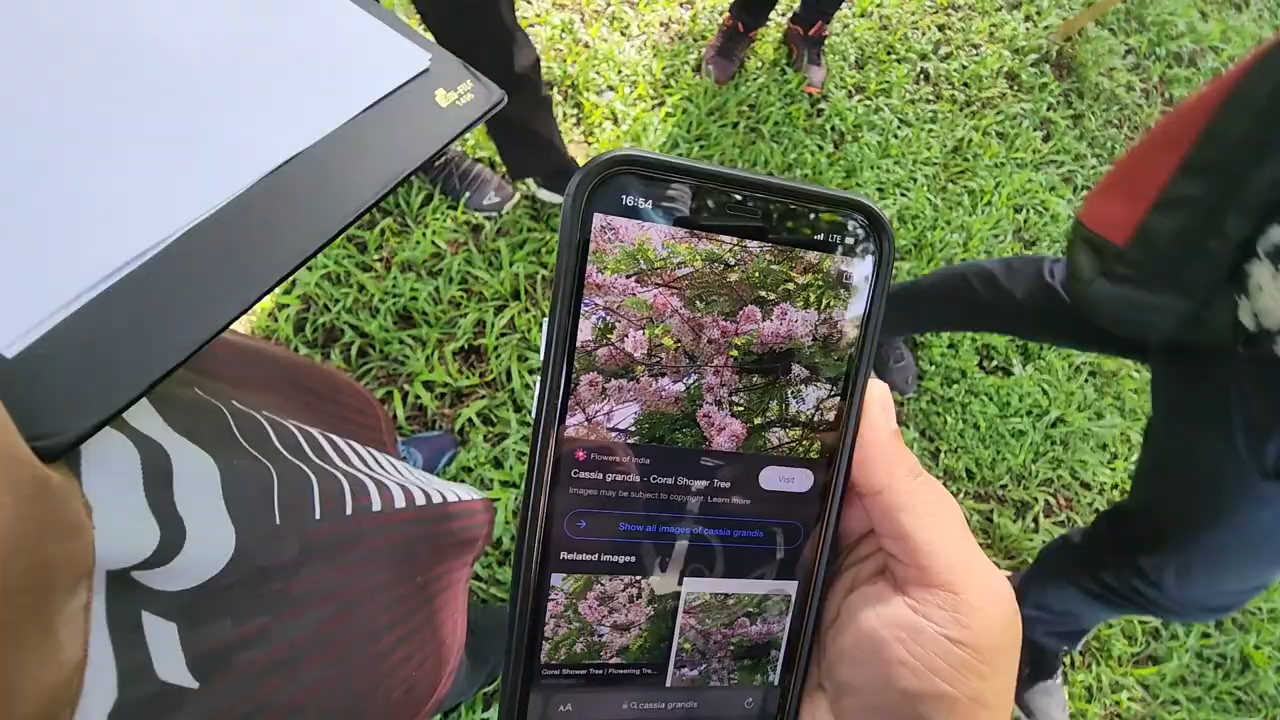 1496
16:54
LTE
Flowers of India
Cassia grandis - Coral Shower Tree
Visit
Images may be subject to copyright. Learn more
Show all images of cassia grandis
Related images
Coral Shower Tree | Flowering Tre...
AA
cassia grandis